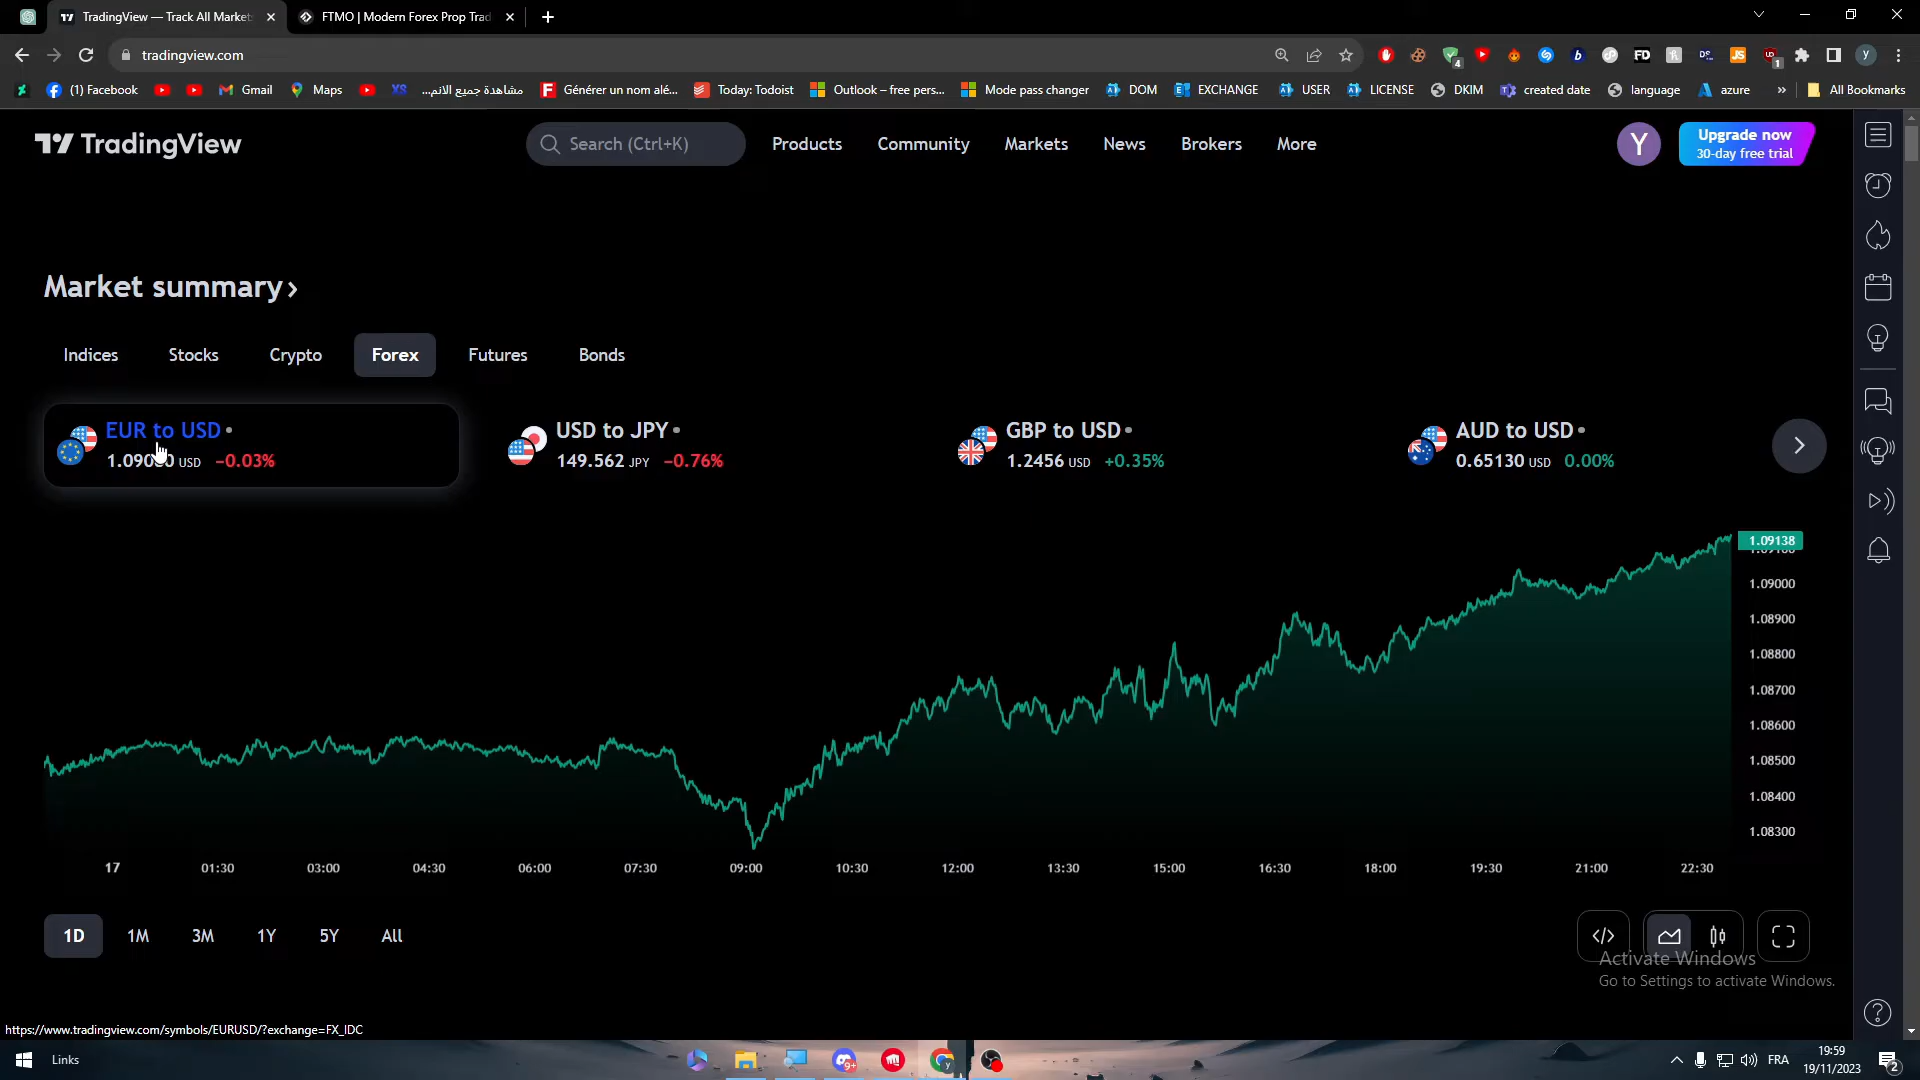 TradingView — Track All Market
FTMO | Modern Forex Prop Trad
tradingview.com
4
FD
JS
1
y
(1) Facebook
Gmail
Maps
مشاهدة جميع الانم...
Générer un nom alé...
Today: Todoist
Outlook – free pers...
Mode pass changer
DOM
EXCHANGE
USER
LICENSE
DKIM
created date
language
azure
»
All Bookmarks
TradingView
Search (Ctrl+K)
Products
Community
Markets
News
Brokers
More
Y
Upgrade now
30-day free trial
Market summary ›
Indices
Stocks
Crypto
Forex
Futures
Bonds
EUR to USD
USD −0.03%
USD to JPY
149.562 JPY −0.76%
GBP to USD
1.2456 USD +0.35%
AUD to USD
0.65130 USD 0.00%
1.09138
1.09000
1.08900
1.08800
1.08700
1.08600
1.08500
1.08400
1.08300
17
01:30
03:00
04:30
06:00
07:30
09:00
10:30
12:00
13:30
15:00
16:30
18:00
19:30
21:00
22:30
1D
1M
3M
1Y
5Y
All
Activate Windows
Go to Settings to activate Windows.
https://www.tradingview.com/symbols/EURUSD/?exchange=FX_IDC
Links
9+
FRA
19:59
19/11/2023
2